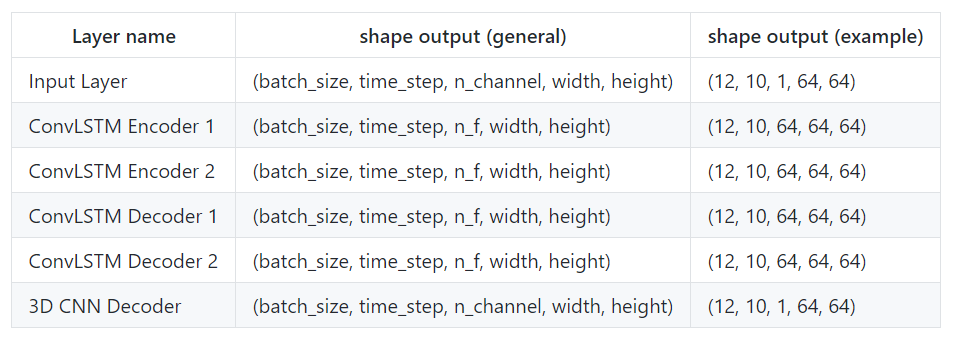 Layer name shape output (general) shape output (example)
Input Layer (batch_size, time_step, n_channel, width, height) (12, 10, 1, 64, 64)
ConvLSTM Encoder 1 (batch_size, time_step, n_f, width, height) (12, 10, 64, 64, 64)
ConvLSTM Encoder 2 (batch_size, time_step, n_f, width, height) (12, 10, 64, 64, 64)
ConvLSTM Decoder 1 (batch_size, time_step, n_f, width, height) (12, 10, 64, 64, 64)
ConvLSTM Decoder 2 (batch_size, time_step, n_f, width, height) (12, 10, 64, 64, 64)
3D CNN Decoder (batch_size, time_step, n_channel, width, height) (12, 10, 1, 64, 64)